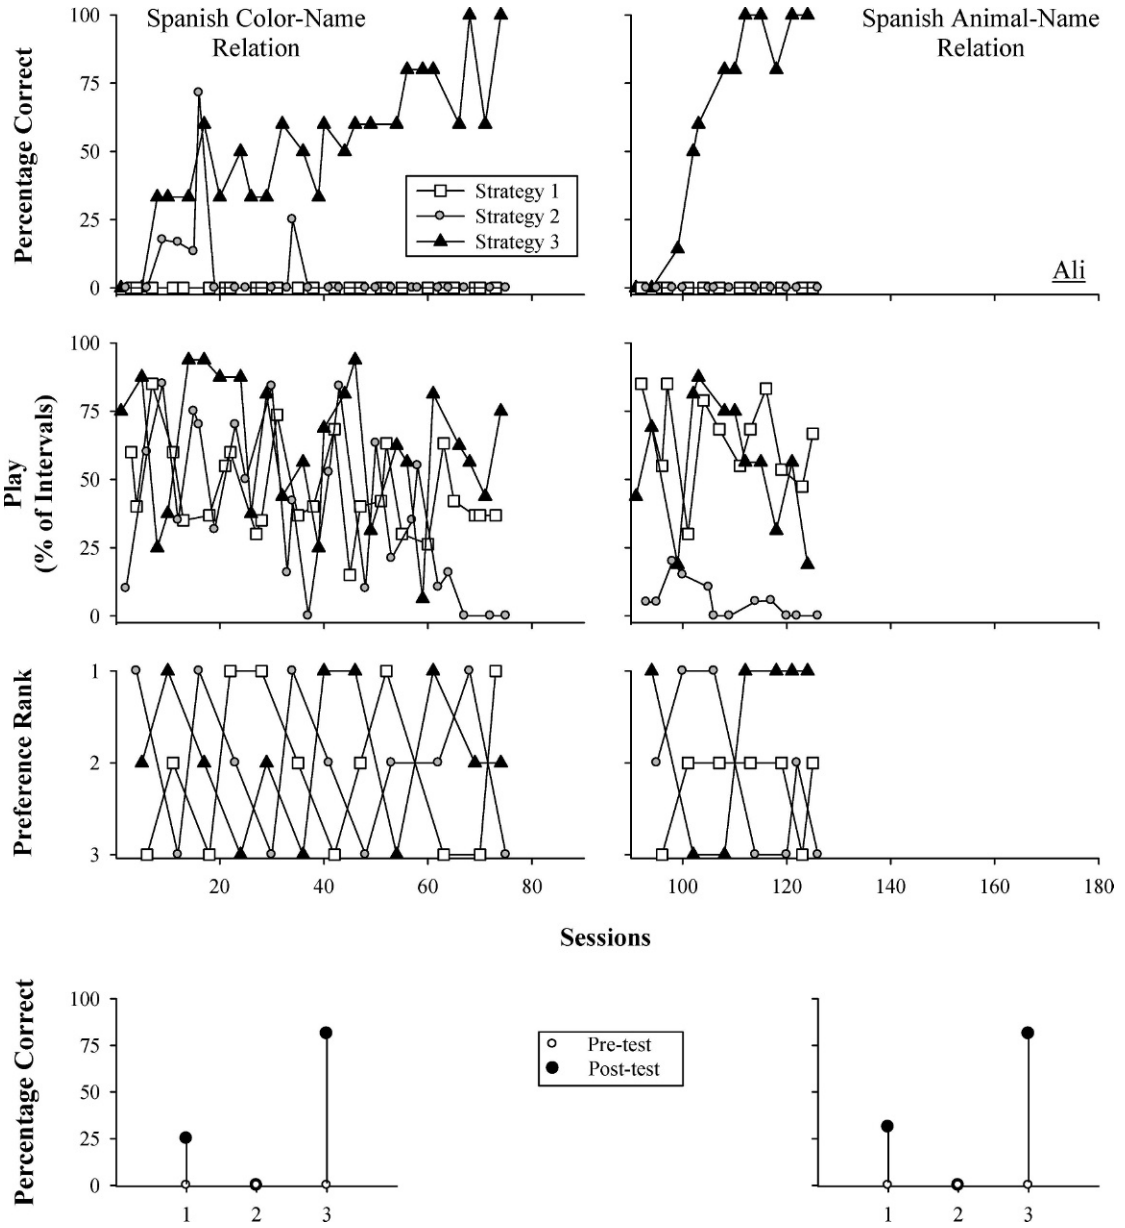 Spanish Color-Name
Relation
Spanish Animal-Name
Relation
Percentage Correct
100
75
50
25
0
Strategy 1
Strategy 2
Strategy 3
Ali
Play
(% of Intervals)
100
75
50
25
0
Preference Rank
1
2
3
20 40 60 80 100 120 140 160 180
Sessions
Percentage Correct
100
75
50
25
0
Pre-test
Post-test
1 2 3 1 2 3